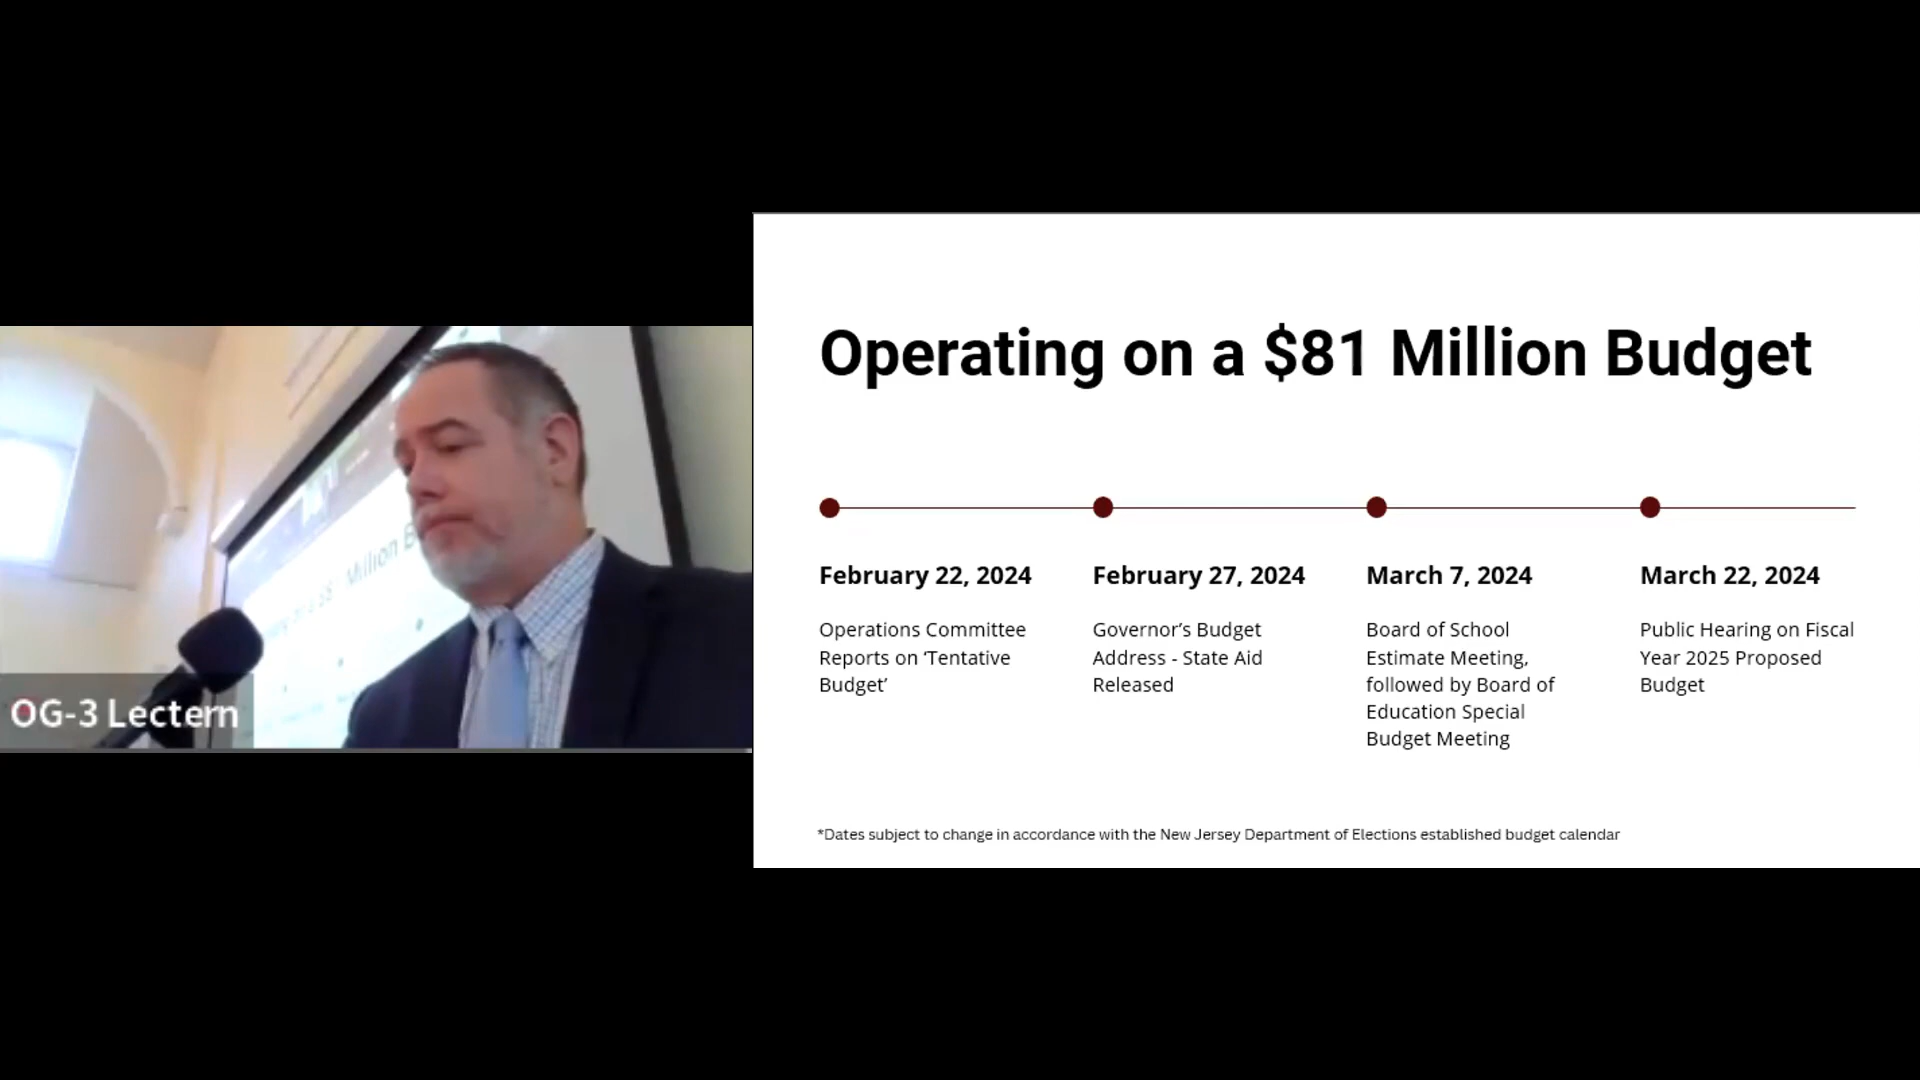 Operating on a $81 Million Budget
February 22, 2024
Operations Committee
Reports on ‘Tentative
Budget’
February 27, 2024
Governor’s Budget
Address - State Aid
Released
March 7, 2024
Board of School
Estimate Meeting,
followed by Board of
Education Special
Budget Meeting
March 22, 2024
Public Hearing on Fiscal
Year 2025 Proposed
Budget
*Dates subject to change in accordance with the New Jersey Department of Elections established budget calendar
Million
OG-3 Lectern